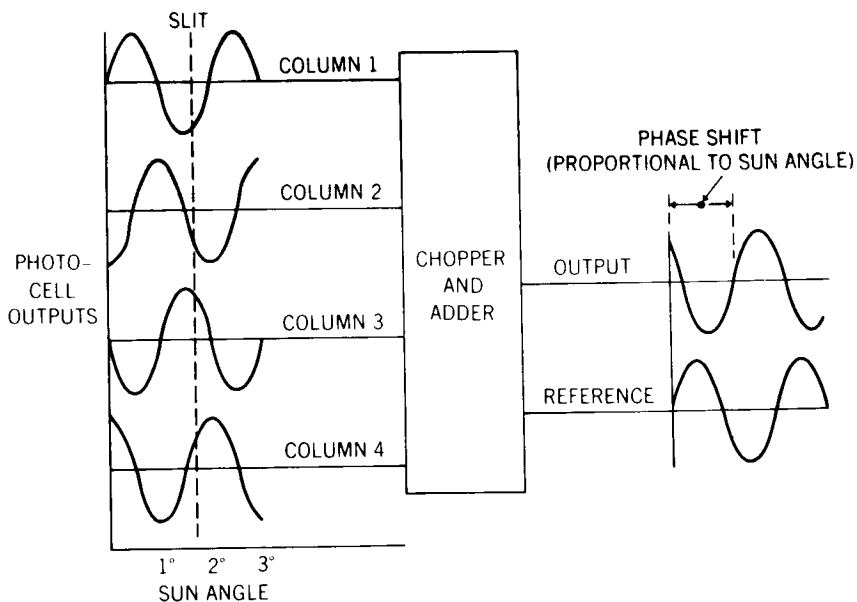 SLIT
COLUMN 1
COLUMN 2
PHOTO-
CELL
OUTPUTS
COLUMN 3
COLUMN 4
1° 2° 3°
SUN ANGLE
CHOPPER
AND
ADDER
PHASE SHIFT
(PROPORTIONAL TO SUN ANGLE)
OUTPUT
REFERENCE